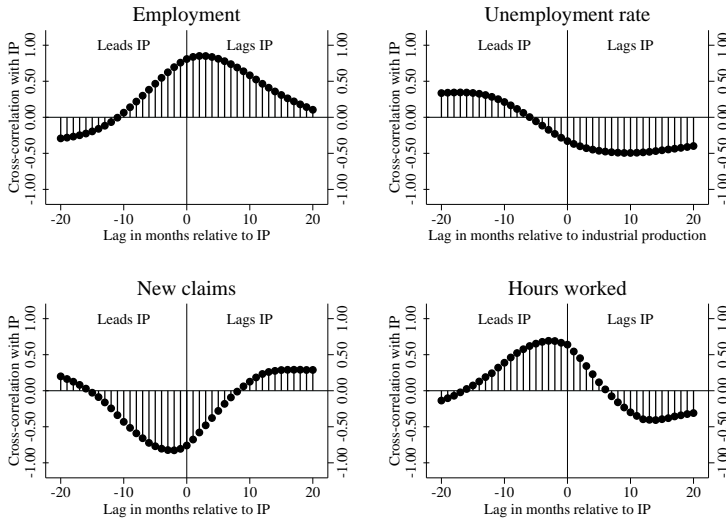 Employment
Leads IP
Lags IP
Cross-correlation with IP
-1.00 -0.50 0.00 0.50 1.00
-1.00 -0.50 0.00 0.50 1.00
-20 -10 0 10 20
Lag in months relative to IP
Unemployment rate
Leads IP
Lags IP
Cross-correlation with IP
-1.00 -0.50 0.00 0.50 1.00
-1.00 -0.50 0.00 0.50 1.00
-20 -10 0 10 20
Lag in months relative to industrial production
New claims
Leads IP
Lags IP
Cross-correlation with IP
-1.00 -0.50 0.00 0.50 1.00
-1.00 -0.50 0.00 0.50 1.00
-20 -10 0 10 20
Lag in months relative to IP
Hours worked
Leads IP
Lags IP
Cross-correlation with IP
-1.00 -0.50 0.00 0.50 1.00
-1.00 -0.50 0.00 0.50 1.00
-20 -10 0 10 20
Lag in months relative to IP